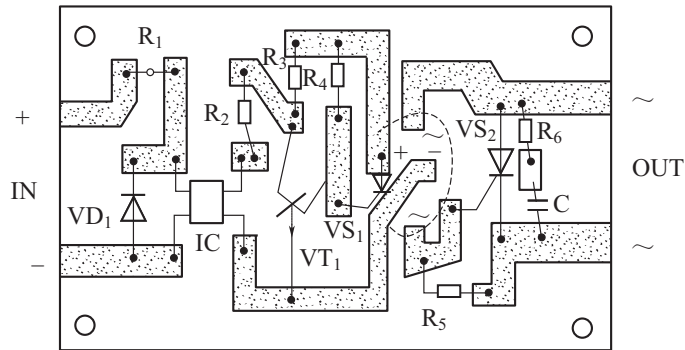 R1
R3
R4
R2
+
IN
−
VD1
IC
VT1
VS1
+
~
−
~
VS2
R6
C
R5
~
OUT
~